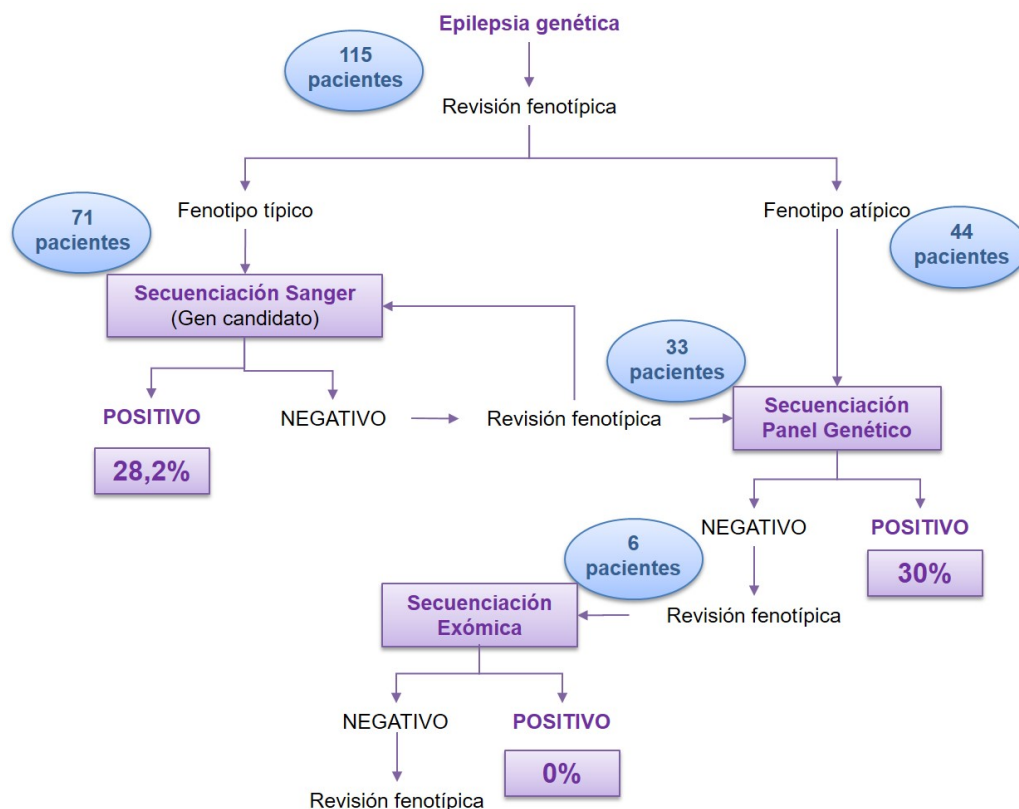 Epilepsia genética
115
pacientes
Revisión fenotípica
71
pacientes
Fenotipo típico
Fenotipo atípico
44
pacientes
Secuenciación Sanger
(Gen candidato)
33
pacientes
POSITIVO
NEGATIVO
Revisión fenotípica
Secuenciación
Panel Genético
28,2%
NEGATIVO
POSITIVO
30%
6
pacientes
Secuenciación
Exómica
Revisión fenotípica
NEGATIVO
POSITIVO
0%
Revisión fenotípica